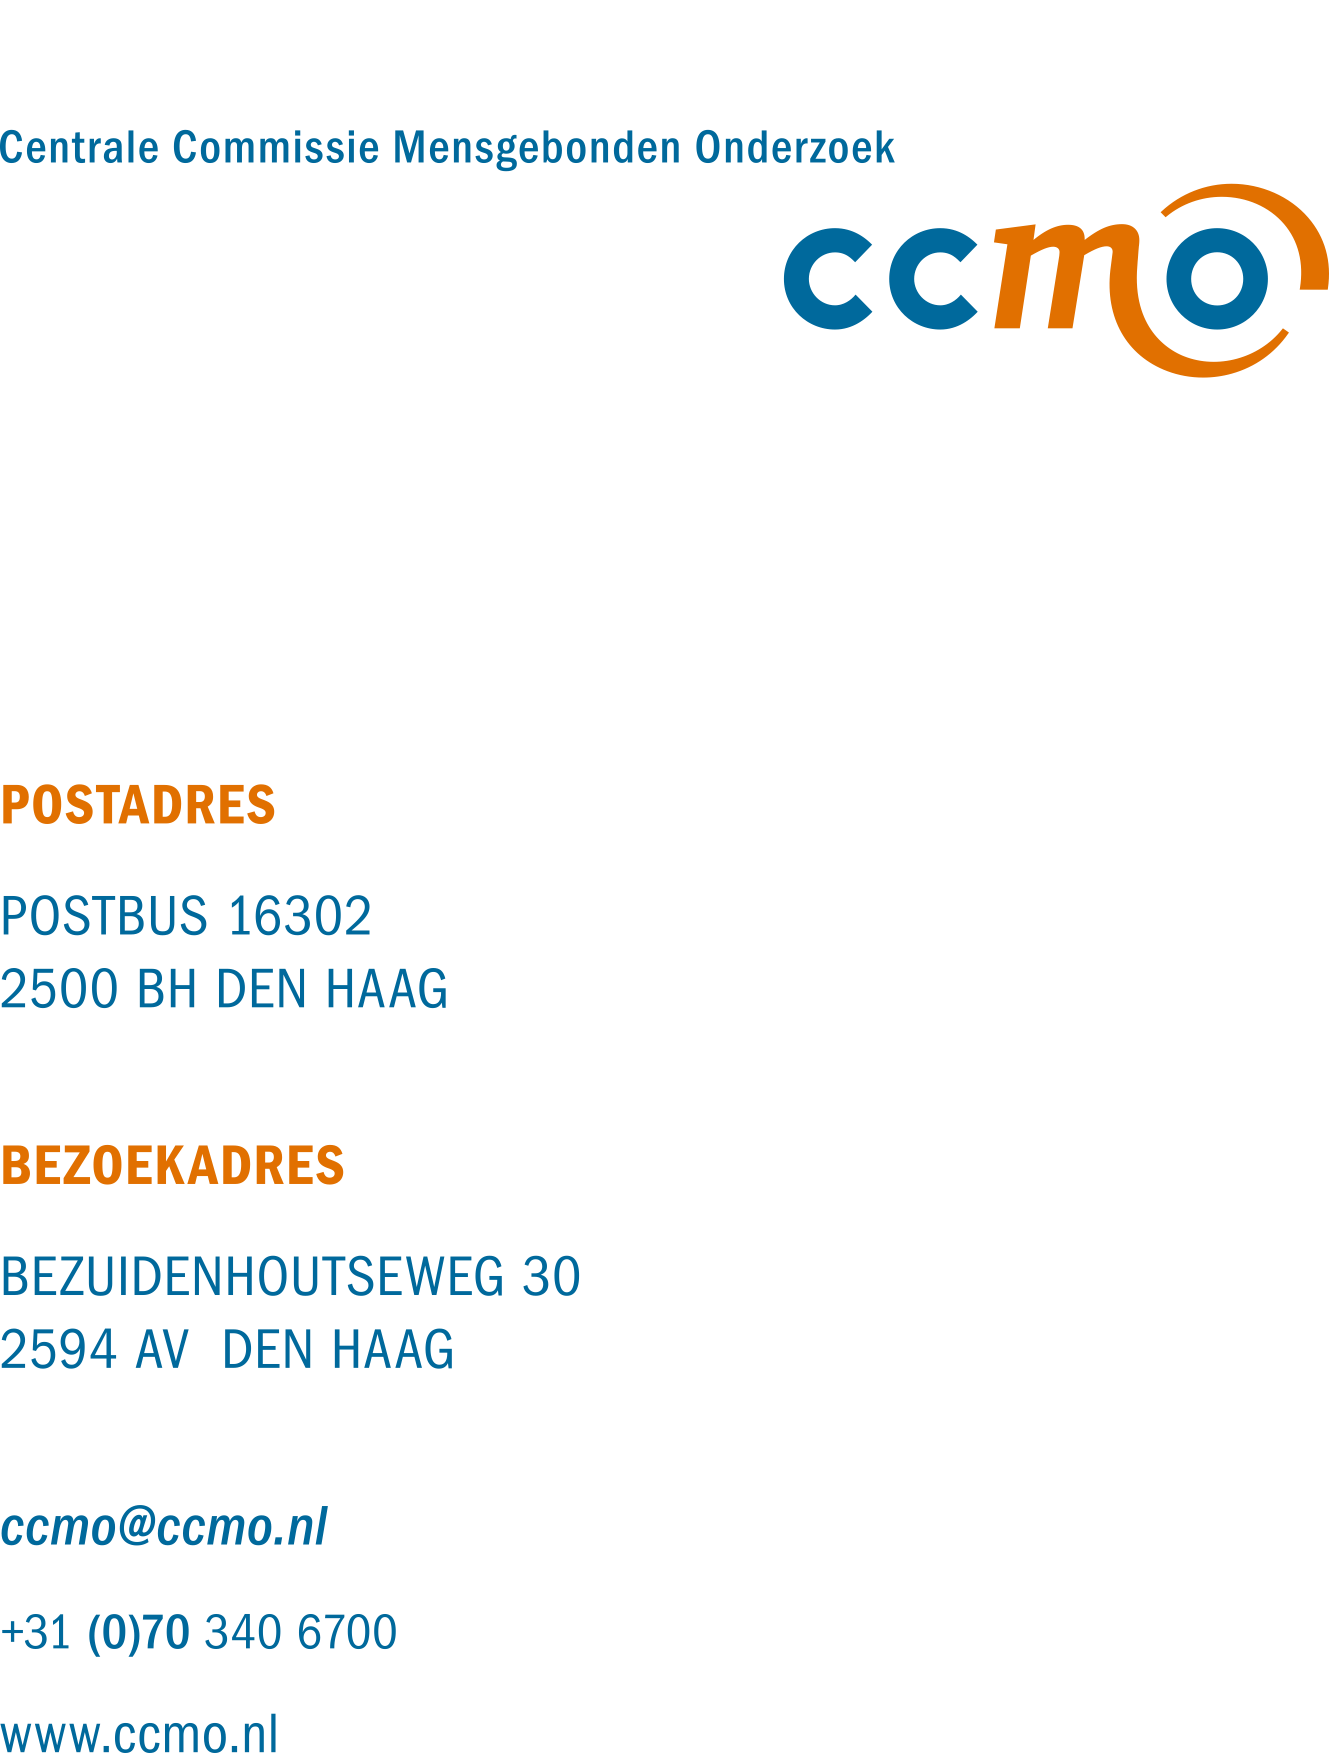 Centrale Commissie Mensgebonden Onderzoek
ccmo
POSTADRES
POSTBUS 16302
2500 BH DEN HAAG
BEZOEKADRES
BEZUIDENHOUTSEWEG 30
2594 AV  DEN HAAG
ccmo@ccmo.nl
+31 (0)70 340 6700
www.ccmo.nl